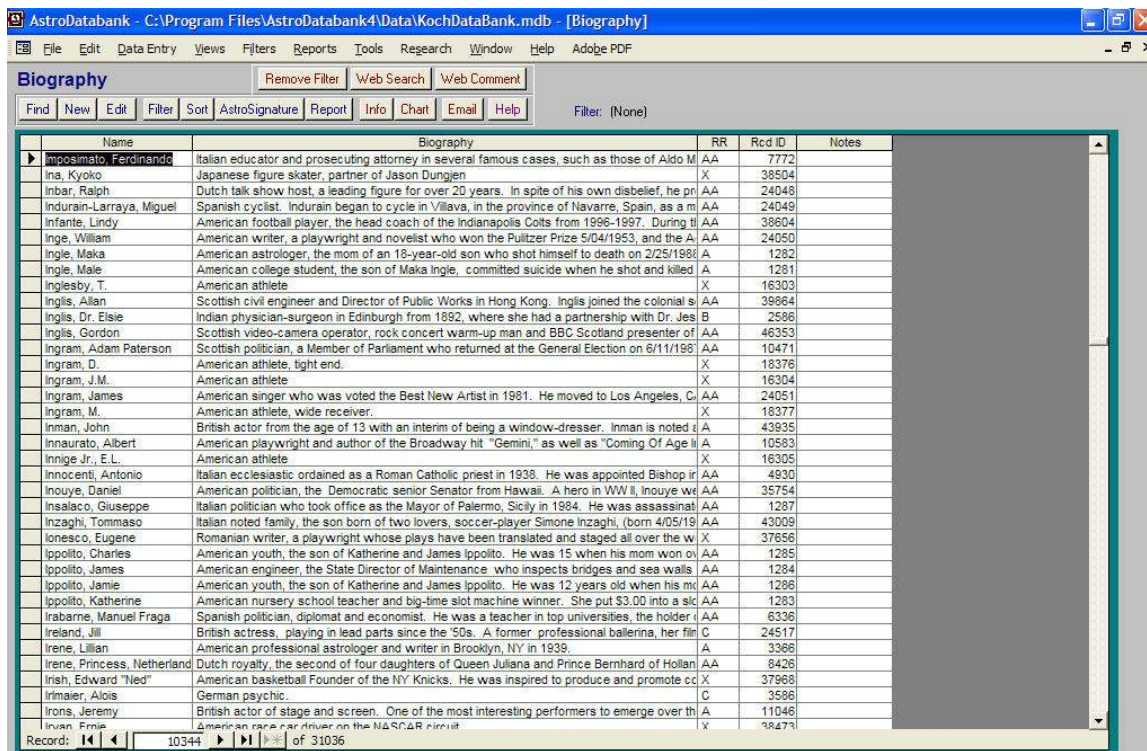 AstroDatabank - C:\Program Files\AstroDatabank4\Data\KochDataBank.mdb - [Biography]
File Edit Data Entry Views Filters Reports Tools Research Window Help Adobe PDF
Biography Remove Filter Web Search Web Comment
Find New Edit Filter Sort AstroSignature Report Info Chart Email Help Filter: (None)
Name Biography RR Rcd ID Notes
Imposimato, Ferdinando Italian educator and prosecuting attorney in several famous cases, such as those of Aldo M AA 7772
Ina, Kyoko Japanese figure skater, partner of Jason Dungjen X 38504
Inbar, Ralph Dutch talk show host, a leading figure for over 20 years. In spite of his own disbelief, he pr AA 24048
Indurain-Larraya, Miguel Spanish cyclist. Indurain began to cycle in Villava, in the province of Navarre, Spain, as a m AA 24049
Infante, Lindy American football player, the head coach of the Indianapolis Colts from 1996-1997. During tl AA 38604
Inge, William American writer, a playwright and novelist who won the Pulitzer Prize 5/04/1953, and the A AA 24050
Ingle, Maka American astrologer, the mom of an 18-year-old son who shot himself to death on 2/25/198 A 1282
Ingle, Male American college student, the son of Maka Ingle, committed suicide when he shot and killed A 1281
Inglesby, T. American athlete X 16303
Inglis, Allan Scottish civil engineer and Director of Public Works in Hong Kong. Inglis joined the colonial s AA 39864
Inglis, Dr. Elsie Indian physician-surgeon in Edinburgh from 1892, where she had a partnership with Dr. Jes B 2586
Inglis, Gordon Scottish video-camera operator, rock concert warm-up man and BBC Scotland presenter of AA 46353
Ingram, Adam Paterson Scottish politician, a Member of Parliament who returned at the General Election on 6/11/198 AA 10471
Ingram, D. American athlete, tight end. X 18376
Ingram, J.M. American athlete X 16304
Ingram, James American singer who was voted the Best New Artist in 1981. He moved to Los Angeles, C AA 24051
Ingram, M. American athlete, wide receiver. X 18377
Inman, John British actor from the age of 13 with an interim of being a window-dresser. Inman is noted a A 43935
Innaurato, Albert American playwright and author of the Broadway hit "Gemini," as well as "Coming Of Age I A 10583
Innige Jr., E.L. American athlete X 16305
Innocenti, Antonio Italian ecclesiastic ordained as a Roman Catholic priest in 1938. He was appointed Bishop ir AA 4930
Inouye, Daniel American politician, the Democratic senior Senator from Hawaii. A hero in WW II, Inouye we AA 35754
Insalaco, Giuseppe Italian politician who took office as the Mayor of Palermo, Sicily in 1984. He was assassinat AA 1287
Inzaghi, Tommaso Italian noted family, the son born of two lovers, soccer-player Simone Inzaghi, (born 4/05/19 AA 43009
Ionesco, Eugene Romanian writer, a playwright whose plays have been translated and staged all over the w X 37656
Ippolito, Charles American youth, the son of Katherine and James Ippolito. He was 15 when his mom won ov AA 1285
Ippolito, James American engineer, the State Director of Maintenance who inspects bridges and sea walls AA 1284
Ippolito, Jamie American youth, the son of Katherine and James Ippolito. He was 12 years old when his mo AA 1286
Ippolito, Katherine American nursery school teacher and big-time slot machine winner. She put $3.00 into a slo AA 1283
Irabarne, Manuel Fraga Spanish politician, diplomat and economist. He was a teacher in top universities, the holder AA 6336
Ireland, Jill British actress, playing in lead parts since the '50s. A former professional ballerina, her film C 24517
Irene, Lillian American professional astrologer and writer in Brooklyn, NY in 1939. A 3366
Irene, Princess, Netherland Dutch royalty, the second of four daughters of Queen Juliana and Prince Bernhard of Hollan AA 8426
Irish, Edward "Ned" American basketball Founder of the NY Knicks. He was inspired to produce and promote co X 37968
Irlmaier, Alois German psychic. C 3586
Irons, Jeremy British actor of stage and screen. One of the most interesting performers to emerge over th A 11046
Irvan, Ernie American race car driver on the NASCAR circuit X 38473
Record: 10344 of 31036